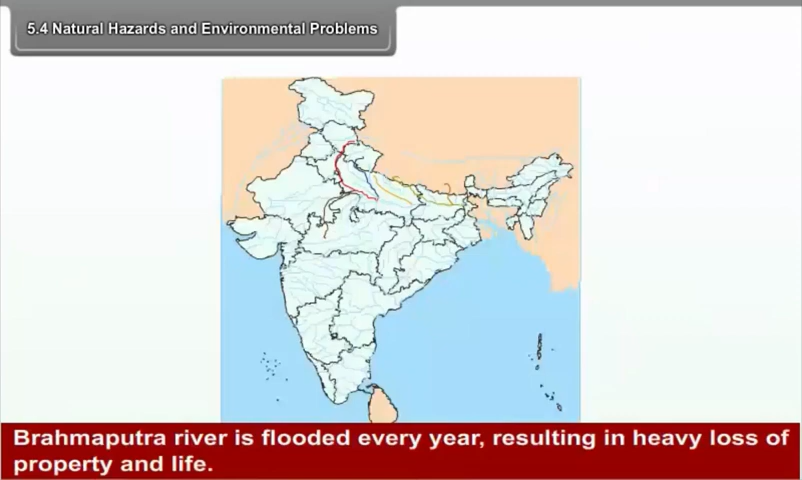 5.4 Natural Hazards and Environmental Problems
Brahmaputra river is flooded every year, resulting in heavy loss of
property and life.